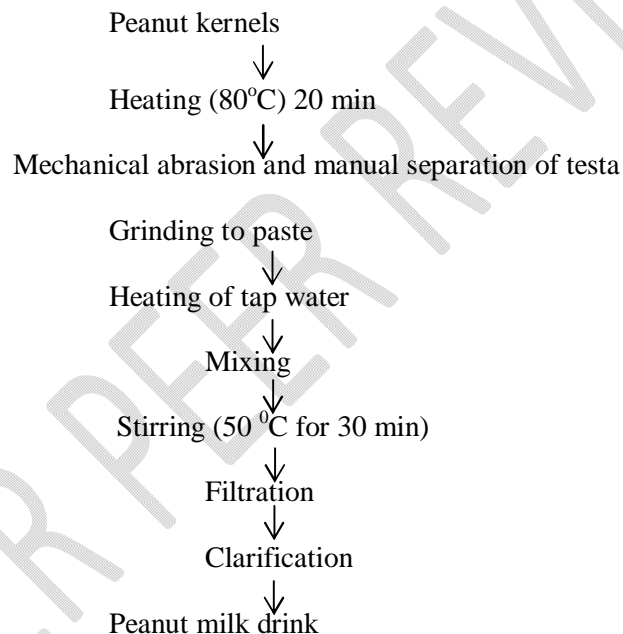 Peanut kernels
Heating (80°C) 20 min
Mechanical abrasion and manual separation of testa
Grinding to paste
Heating of tap water
Mixing
Stirring (50 ⁰C for 30 min)
Filtration
Clarification
Peanut milk drink